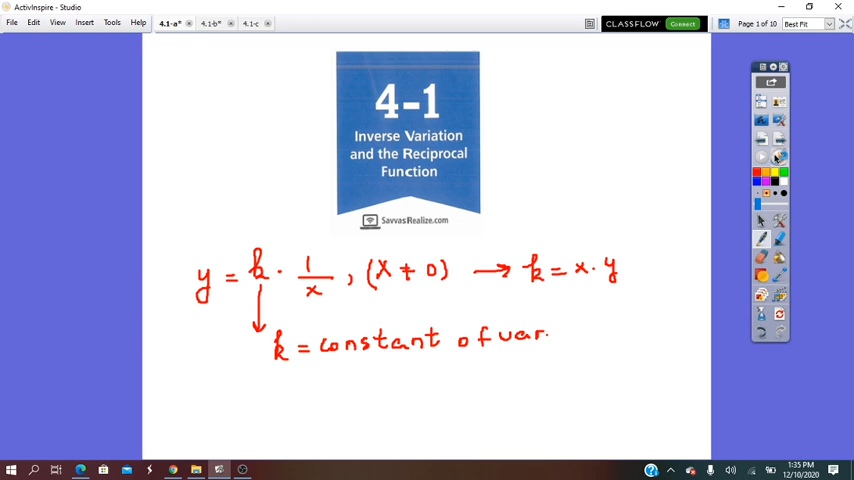 ActivInspire - Studio
File Edit View Insert Tools Help
4.1-a* 4.1-b* 4.1-c
CLASSFLOW Connect
Page 1 of 10 Best Fit
4-1
Inverse Variation
and the Reciprocal
Function
SavvasRealize.com
y = k · 1/x , (x ≠ 0) → k = x · y
k = constant of var.
1:35 PM
12/10/2020